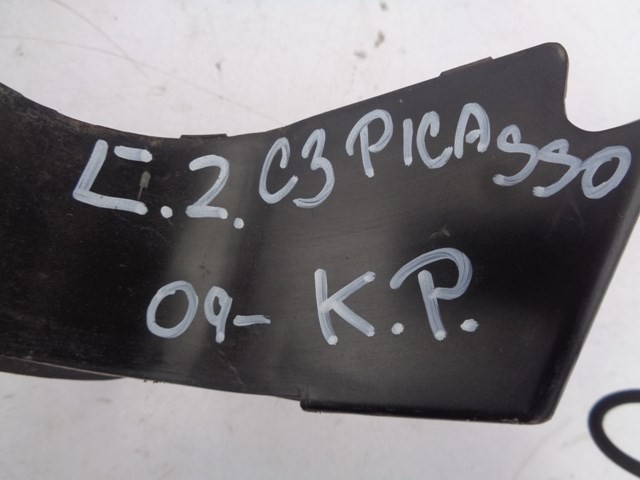 C.2. C3 PICASSO
09- K.P.